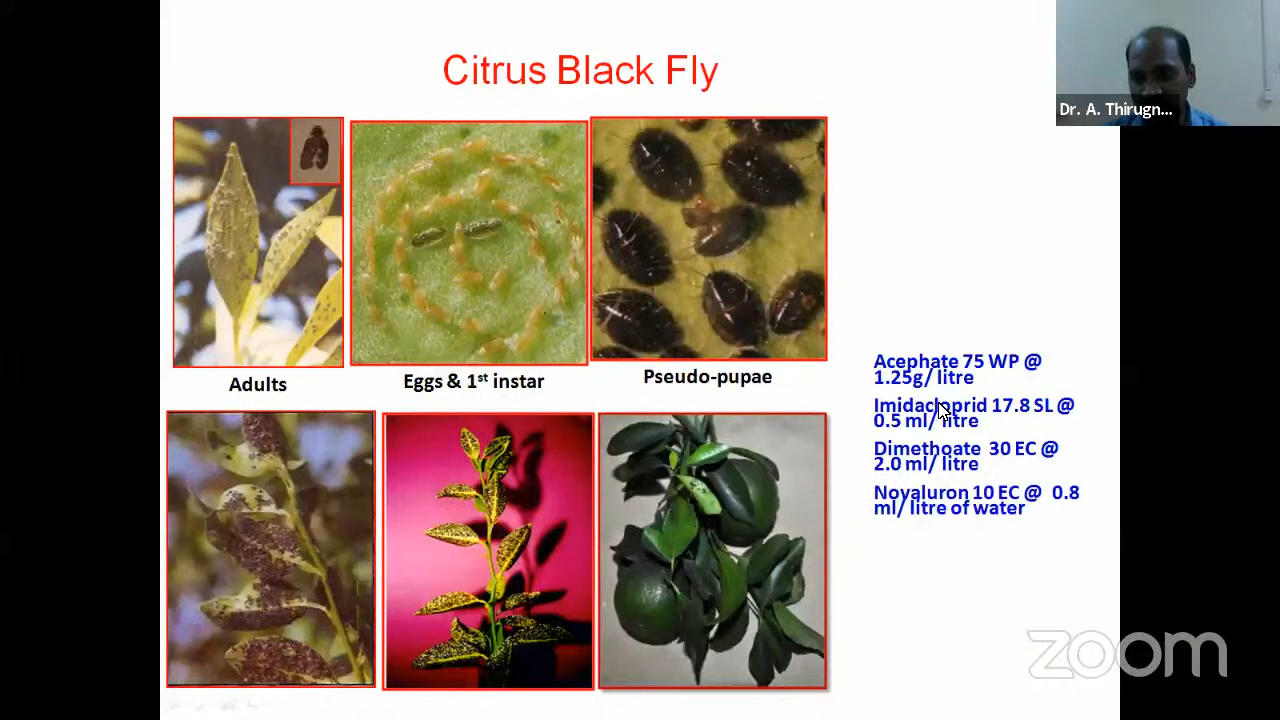 Citrus Black Fly
Dr. A. Thirugn...
Adults
Eggs & 1st instar
Pseudo-pupae
Acephate 75 WP @
1.25g/ litre
Imidacloprid 17.8 SL @
0.5 ml/ litre
Dimethoate 30 EC @
2.0 ml/ litre
Novaluron 10 EC @ 0.8
ml/ litre of water
zoom